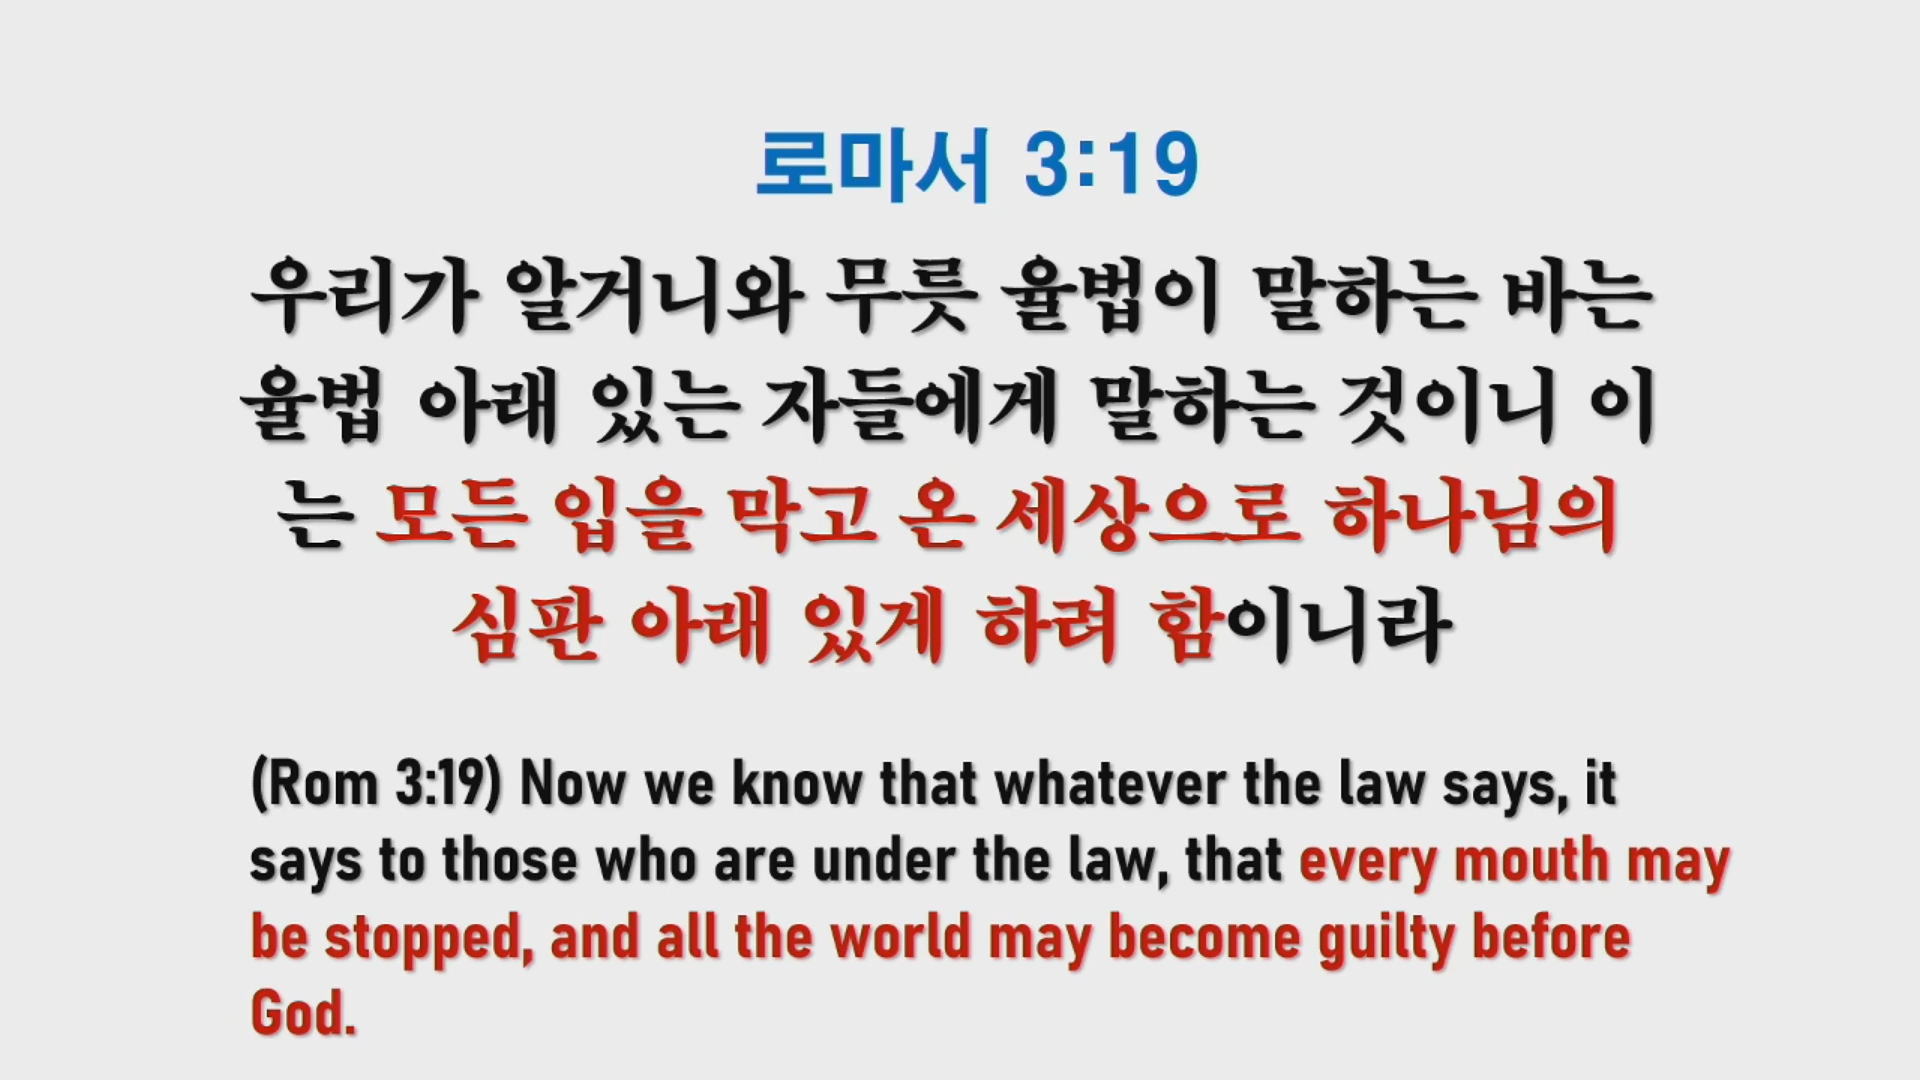 로마서 3:19
우리가 알거니와 무릇 율법이 말하는 바는
율법 아래 있는 자들에게 말하는 것이니 이
는 모든 입을 막고 온 세상으로 하나님의
심판 아래 있게 하려 함이니라
(Rom 3:19) Now we know that whatever the law says, it
says to those who are under the law, that every mouth may
be stopped, and all the world may become guilty before
God.